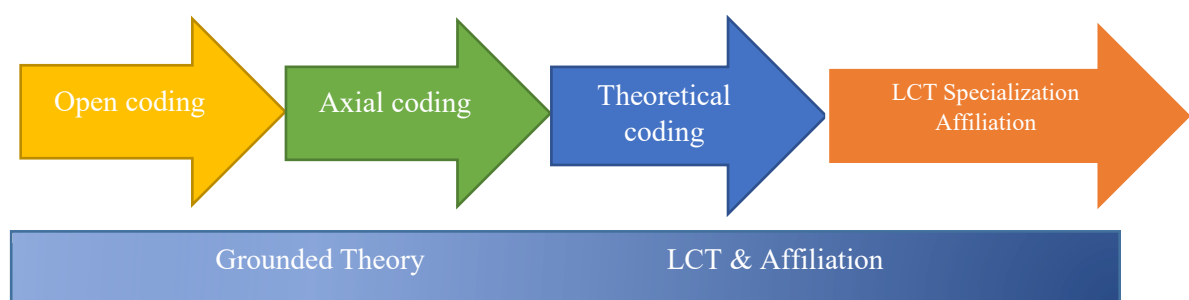 Open coding
Axial coding
Theoretical
coding
LCT Specialization
Affiliation
Grounded Theory
LCT & Affiliation